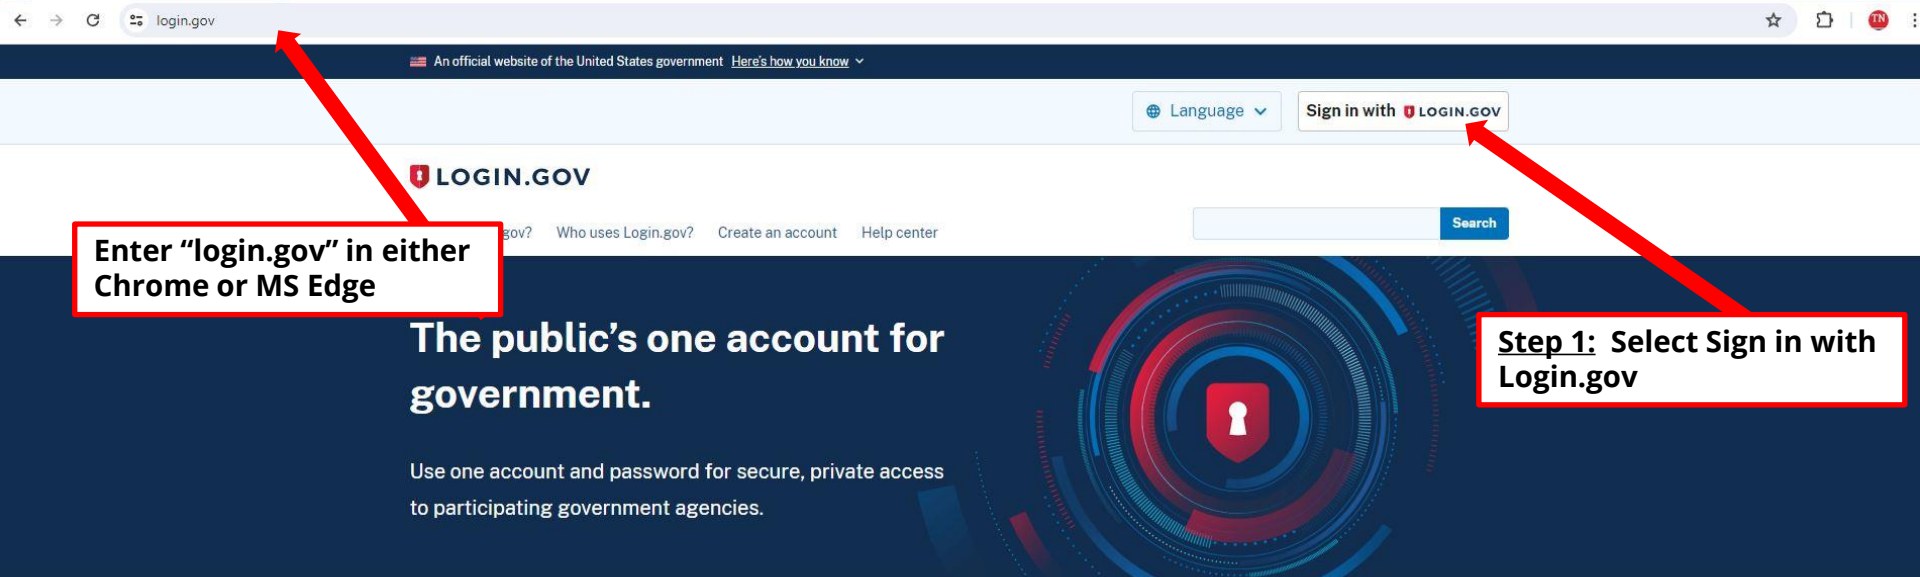 login.gov
TN
An official website of the United States government Here's how you know
Language
Sign in with LOGIN.GOV
LOGIN.GOV
gov? Who uses Login.gov? Create an account Help center
Search
Enter “login.gov” in either
Chrome or MS Edge
The public’s one account for
government.
Step 1: Select Sign in with
Login.gov
Use one account and password for secure, private access
to participating government agencies.